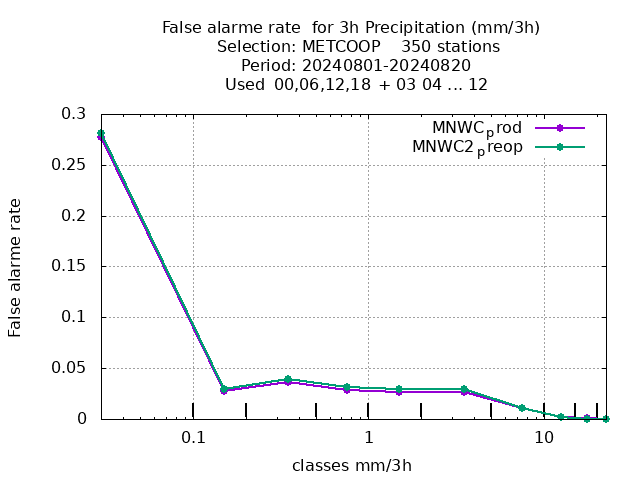 False alarme rate  for 3h Precipitation (mm/3h)
Selection: METCOOP    350 stations
Period: 20240801-20240820
Used  00,06,12,18 + 03 04 ... 12
0.3
MNWCprod
MNWC2preop
0.25
0.2
0.15
0.1
0.05
0
False alarme rate
0.1 1 10
classes mm/3h